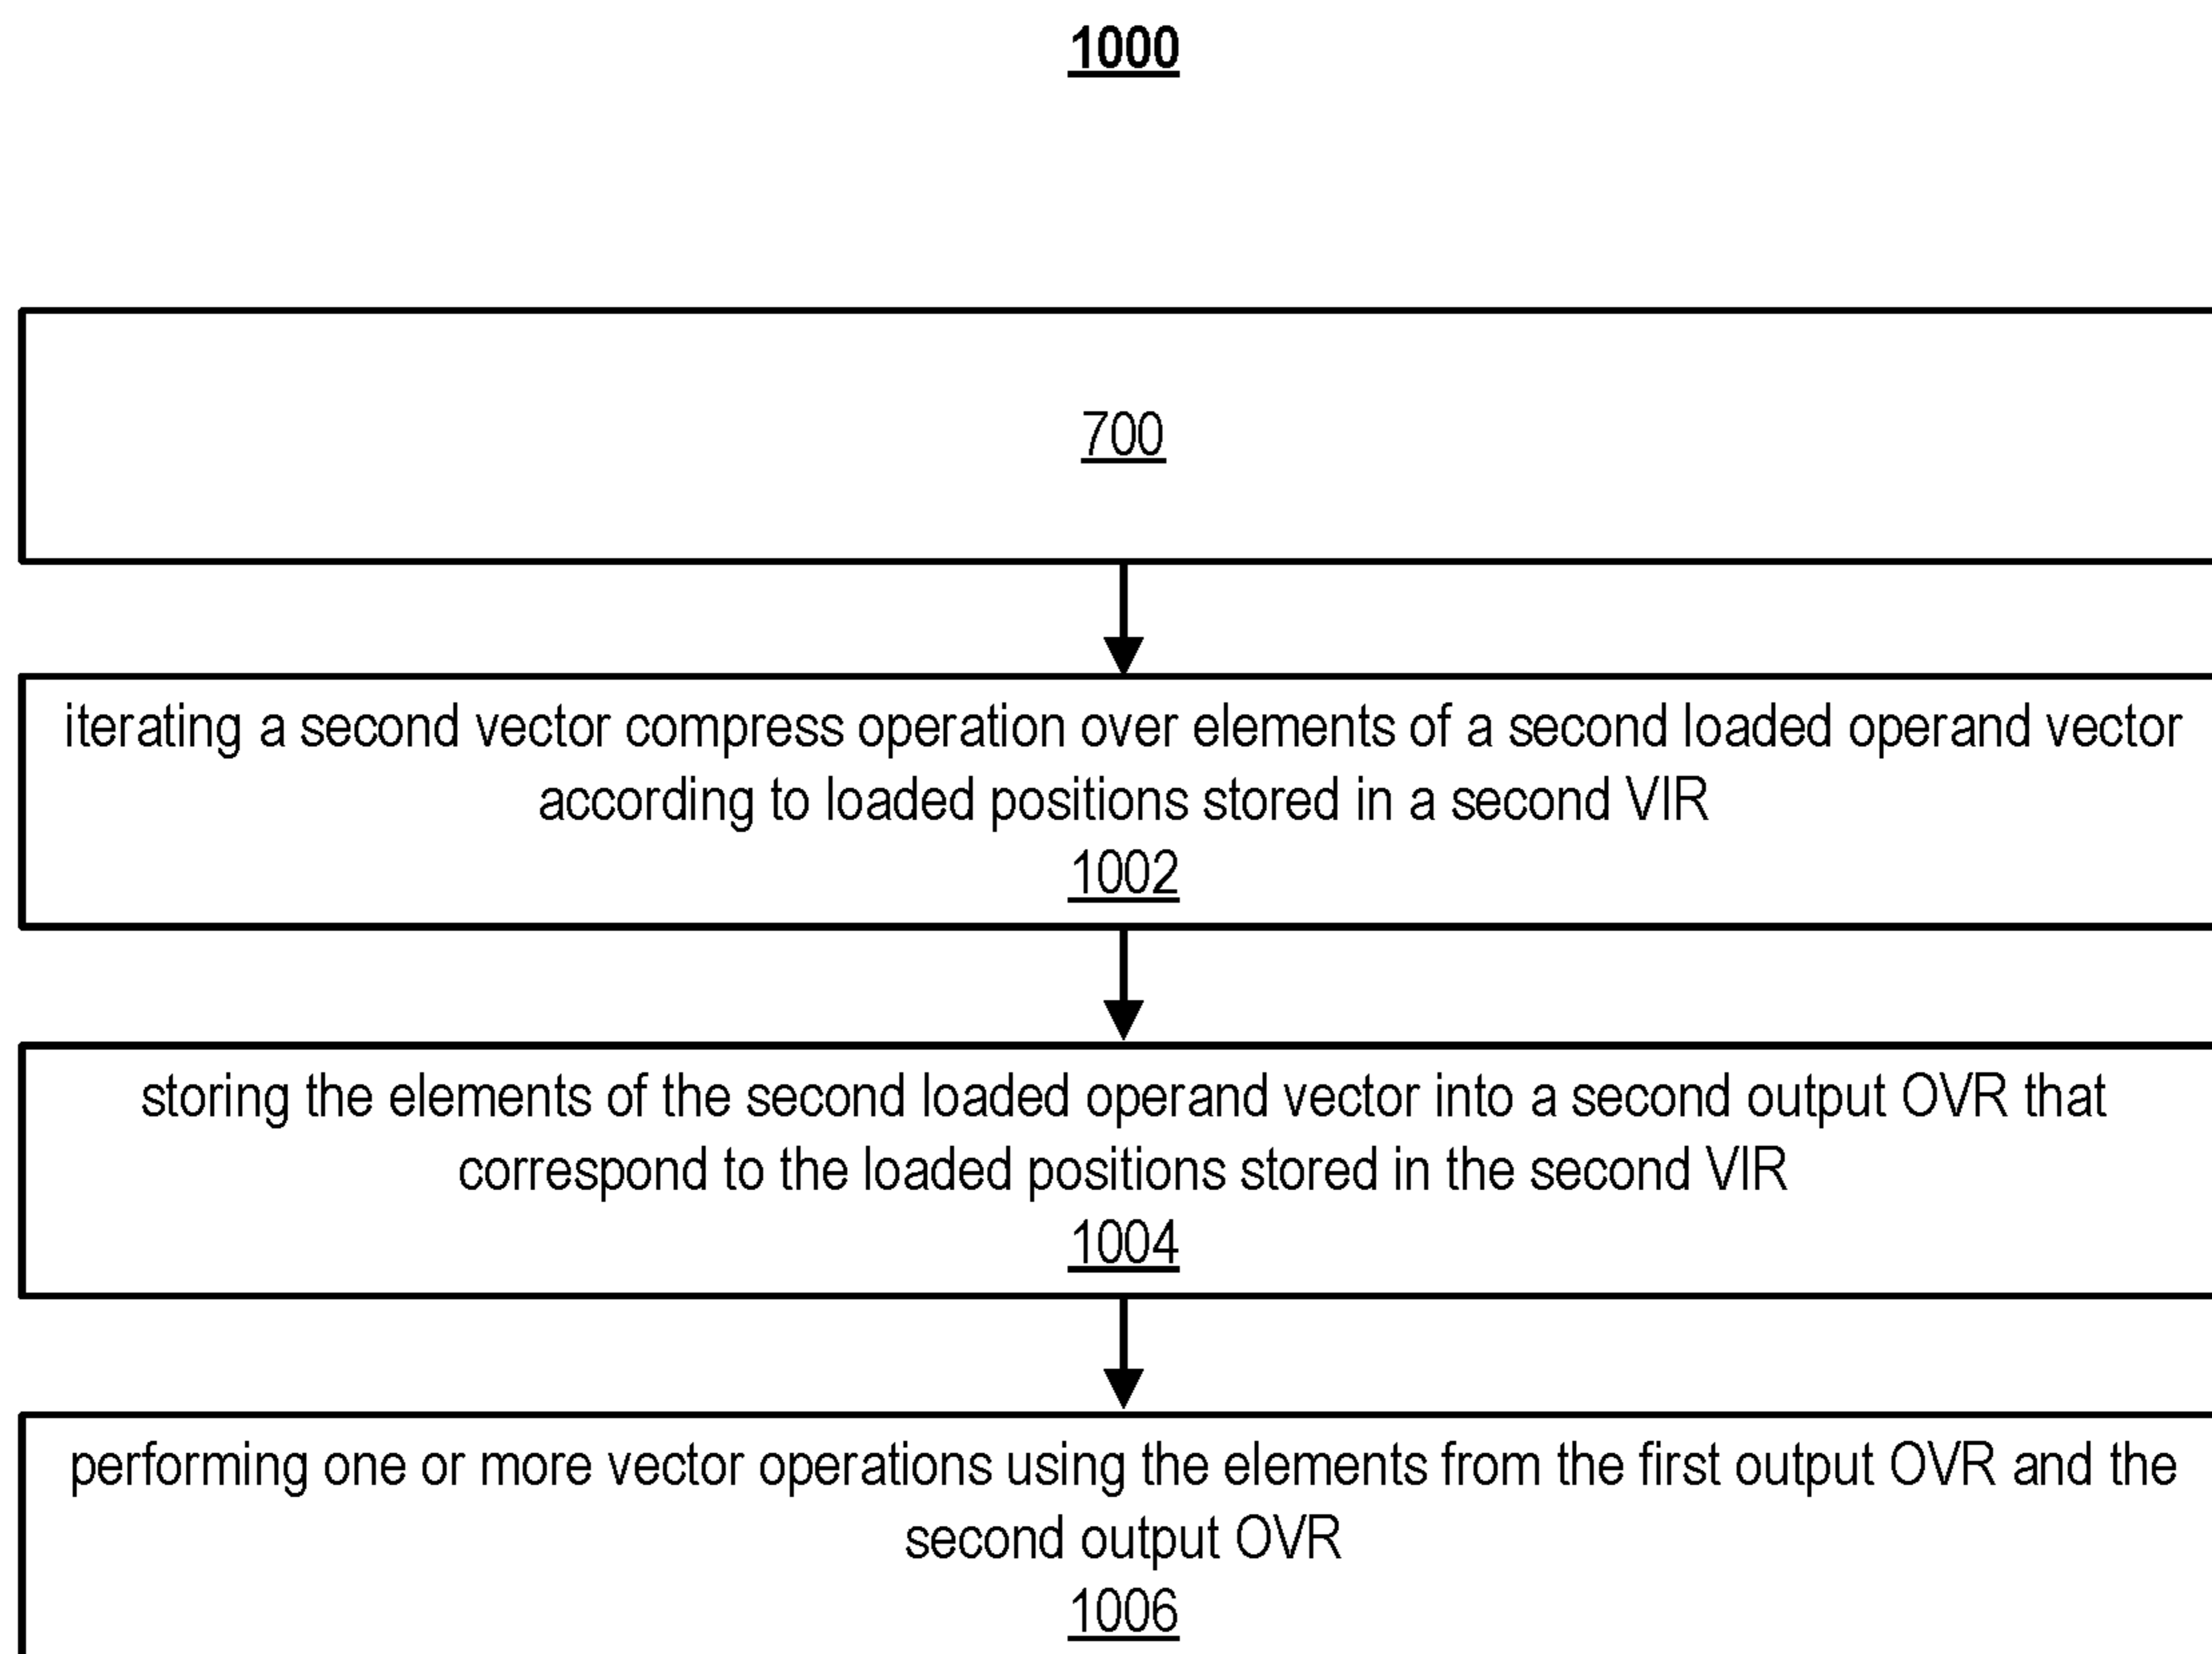 1000
700
iterating a second vector compress operation over elements of a second loaded operand vector
according to loaded positions stored in a second VIR
1002
storing the elements of the second loaded operand vector into a second output OVR that
correspond to the loaded positions stored in the second VIR
1004
performing one or more vector operations using the elements from the first output OVR and the
second output OVR
1006